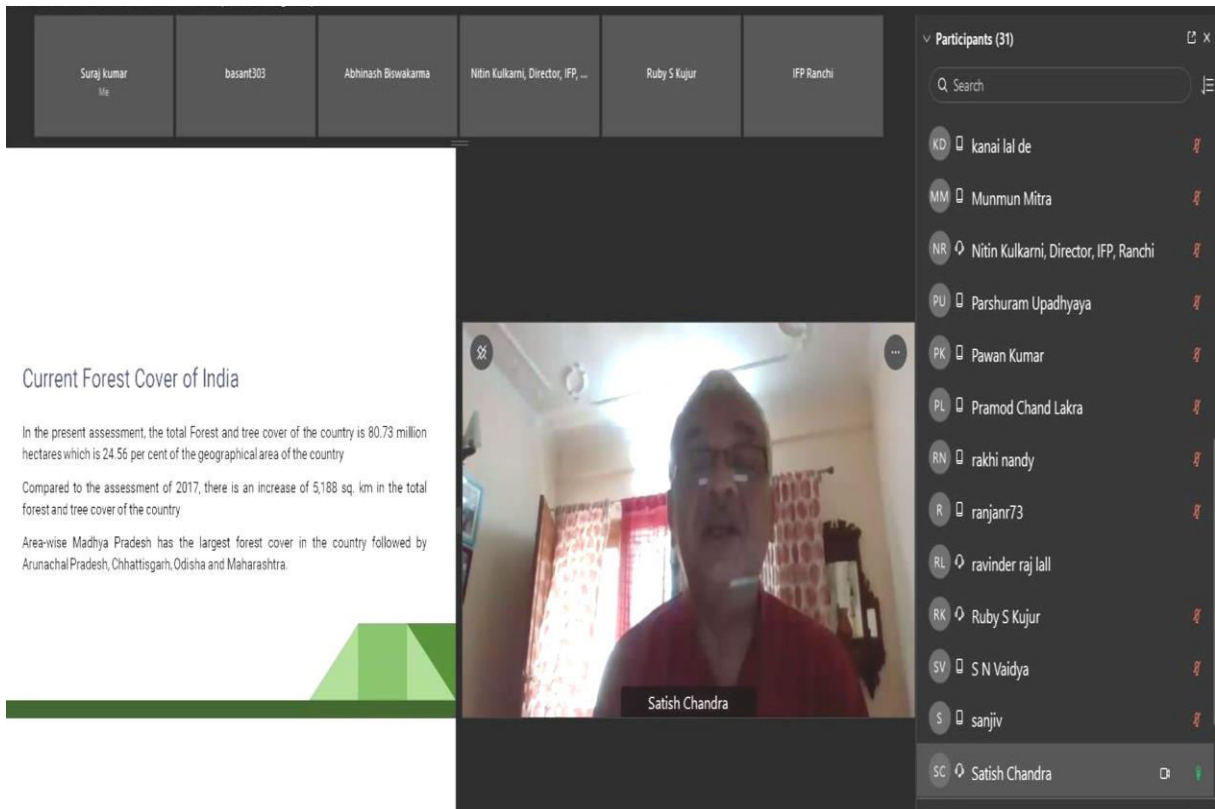 Suraj kumar
Me
basant303
Abhinash Biswakarma
Nitin Kulkarni, Director, IFP, ...
Ruby S Kujur
IFP Ranchi
Current Forest Cover of India
In the present assessment, the total Forest and tree cover of the country is 80.73 million
hectares which is 24.56 per cent of the geographical area of the country
Compared to the assessment of 2017, there is an increase of 5,188 sq. km in the total
forest and tree cover of the country
Area-wise Madhya Pradesh has the largest forest cover in the country followed by
Arunachal Pradesh, Chhattisgarh, Odisha and Maharashtra.
Satish Chandra
Participants (31)
Search
KD kanai lal de
MM Munmun Mitra
NR Nitin Kulkarni, Director, IFP, Ranchi
PU Parshuram Upadhyaya
PK Pawan Kumar
PL Pramod Chand Lakra
RN rakhi nandy
R ranjanr73
RL ravinder raj lall
RK Ruby S Kujur
SV S N Vaidya
S sanjiv
SC Satish Chandra